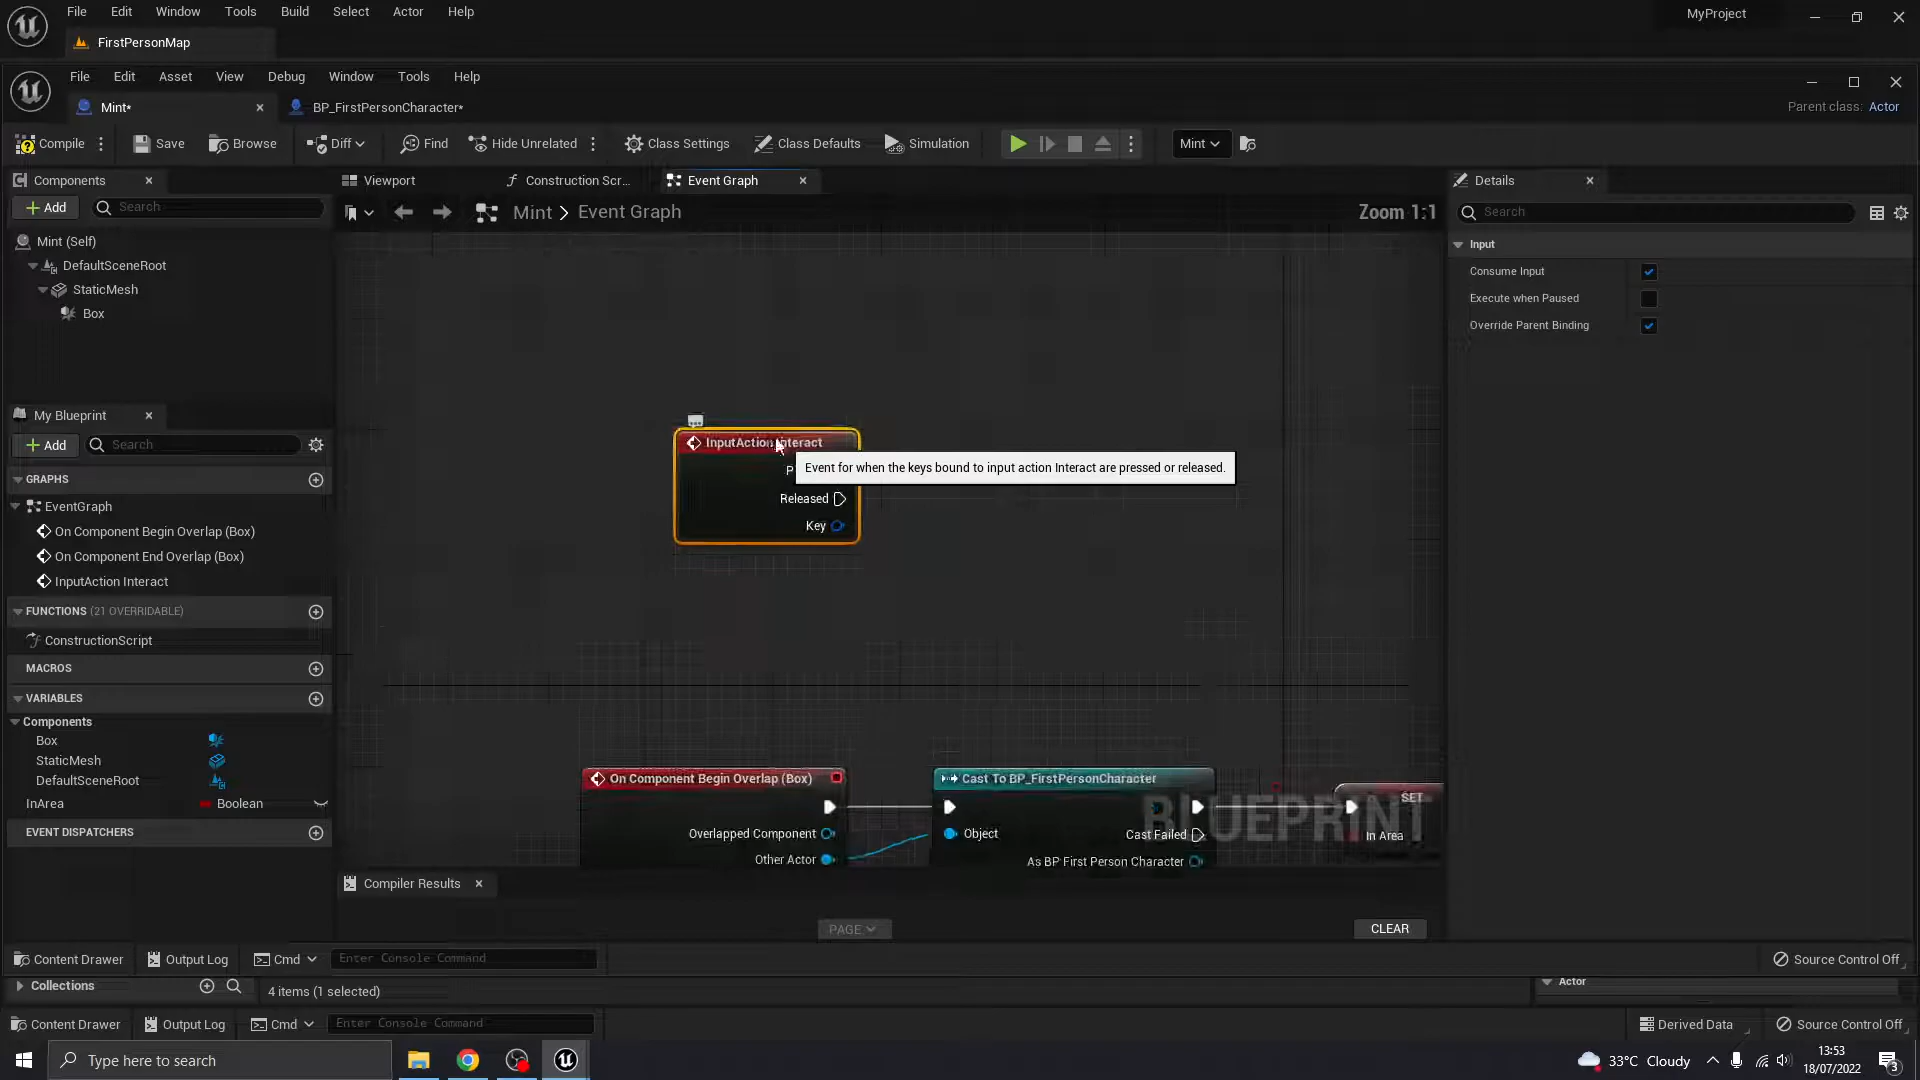 File Edit Window Tools Build Select Actor Help MyProject
FirstPersonMap
File Edit Asset View Debug Window Tools Help
Mint* BP_FirstPersonCharacter* Parent class: Actor
Compile Save Browse Diff Find Hide Unrelated Class Settings Class Defaults Simulation Mint
Components Viewport Construction Scr... Event Graph Details
Add Search Mint > Event Graph Zoom 1:1 Search
Mint (Self) Input
DefaultSceneRoot Consume Input
StaticMesh Execute when Paused
Box Override Parent Binding
My Blueprint
Add Search InputAction Interact
Event for when the keys bound to input action Interact are pressed or released.
P
GRAPHS Released
EventGraph Key
On Component Begin Overlap (Box)
On Component End Overlap (Box)
InputAction Interact
FUNCTIONS (21 OVERRIDABLE)
ConstructionScript
MACROS
VARIABLES
Components
Box
StaticMesh
DefaultSceneRoot
InArea Boolean
EVENT DISPATCHERS
On Component Begin Overlap (Box) Cast To BP_FirstPersonCharacter SET
BLUEPRINT
Overlapped Component Object Cast Failed In Area
Other Actor As BP First Person Character
Compiler Results
PAGE CLEAR
Content Drawer Output Log Cmd Enter Console Command Source Control Off
Collections 4 items (1 selected) Actor
Content Drawer Output Log Cmd Enter Console Command Derived Data Source Control Off
Type here to search 33°C Cloudy 13:53
18/07/2022 3